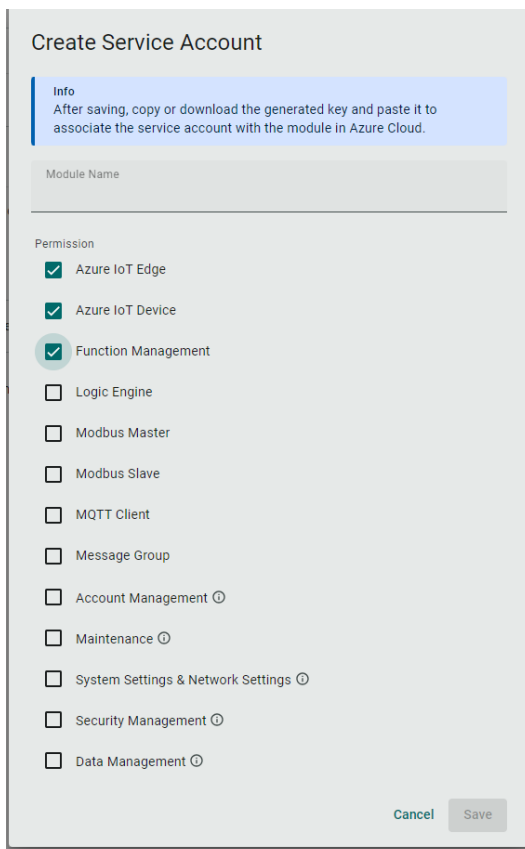 Create Service Account
Info
After saving, copy or download the generated key and paste it to
associate the service account with the module in Azure Cloud.
Module Name
Permission
Azure IoT Edge
Azure IoT Device
Function Management
Logic Engine
Modbus Master
Modbus Slave
MQTT Client
Message Group
Account Management
Maintenance
System Settings & Network Settings
Security Management
Data Management
Cancel Save